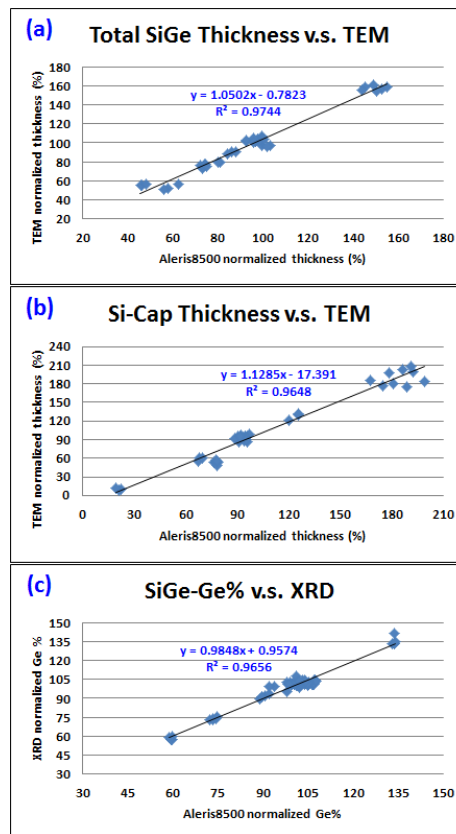 (a)
Total SiGe Thickness v.s. TEM
TEM normalized thickness (%)
180
160
140
120
100
80
60
40
20
y = 1.0502x - 0.7823
R² = 0.9744
20 40 60 80 100 120 140 160 180
Aleris8500 normalized thickness (%)
(b)
Si-Cap Thickness v.s. TEM
TEM normalized thickness (%)
240
210
180
150
120
90
60
30
0
y = 1.1285x - 17.391
R² = 0.9648
0 30 60 90 120 150 180 210
Aleris8500 normalized thickness (%)
(c)
SiGe-Ge% v.s. XRD
XRD normalized Ge %
150
135
120
105
90
75
60
45
30
y = 0.9848x + 0.9574
R² = 0.9656
30 45 60 75 90 105 120 135 150
Aleris8500 normalized Ge%